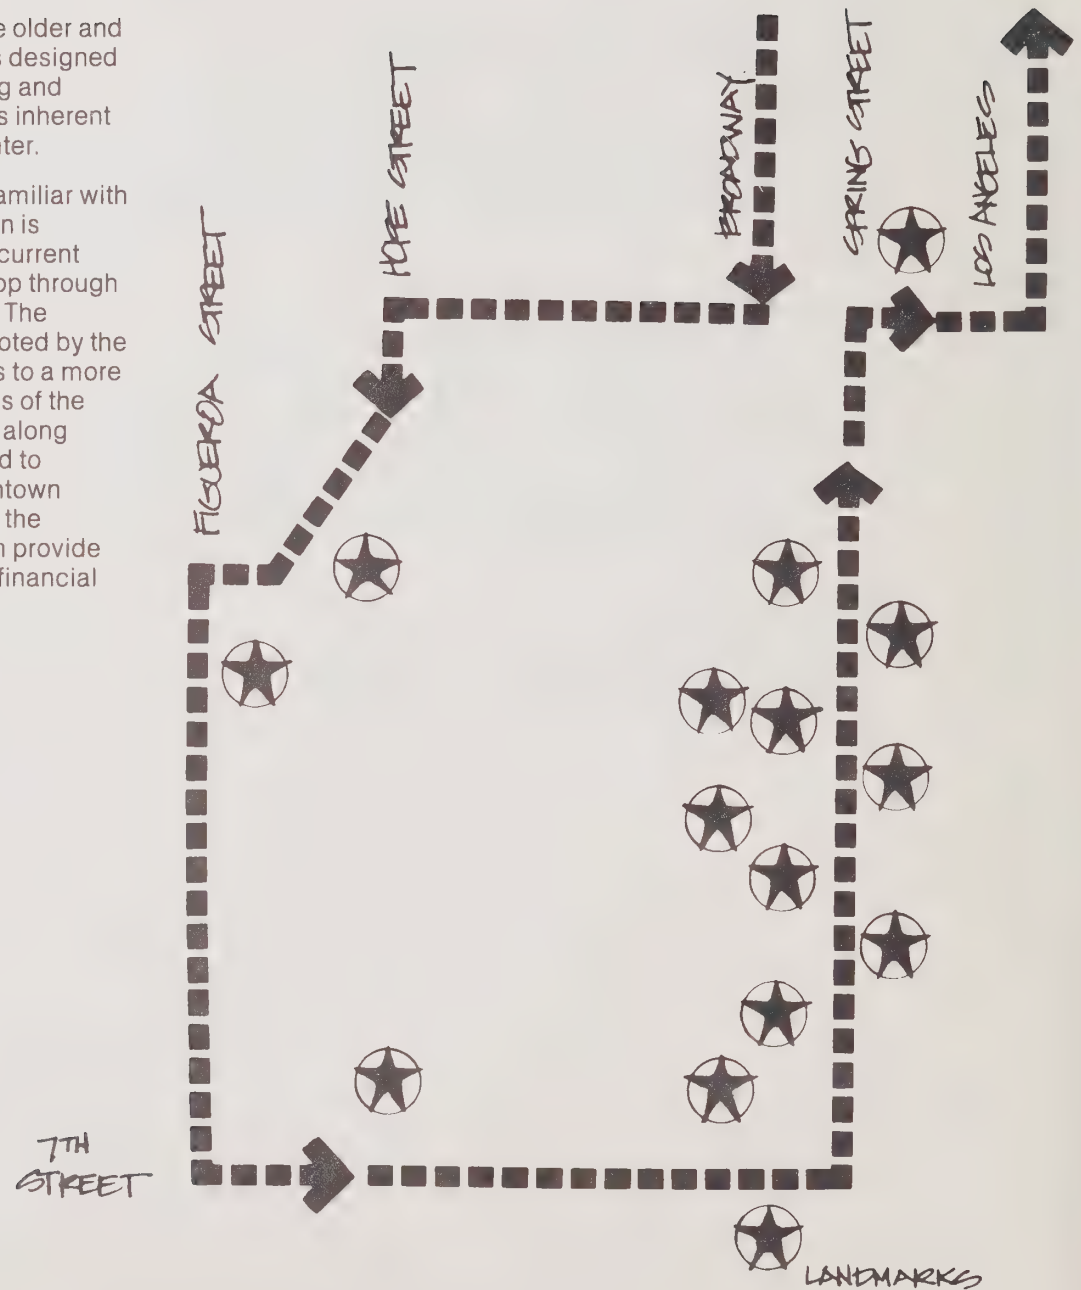 e older and
s designed
g and
s inherent
nter.
amiliar with
n is
current
op through
The
oted by the
s to a more
s of the
along
d to
ntown
the
n provide
financial
FIGUEROA STREET
HOPE STREET
BROADWAY
SPRING STREET
LOS ANGELES
7TH
STREET
LANDMARKS